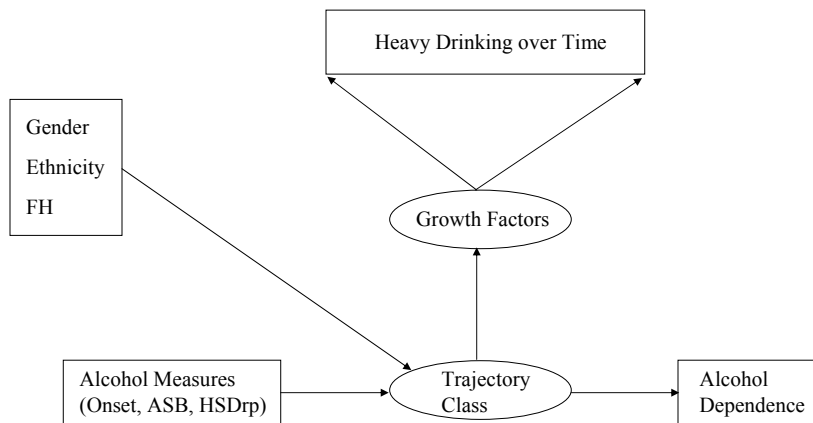 Heavy Drinking over Time
Gender
Ethnicity
FH
Growth Factors
Alcohol Measures
(Onset, ASB, HSDrp)
Trajectory
Class
Alcohol
Dependence